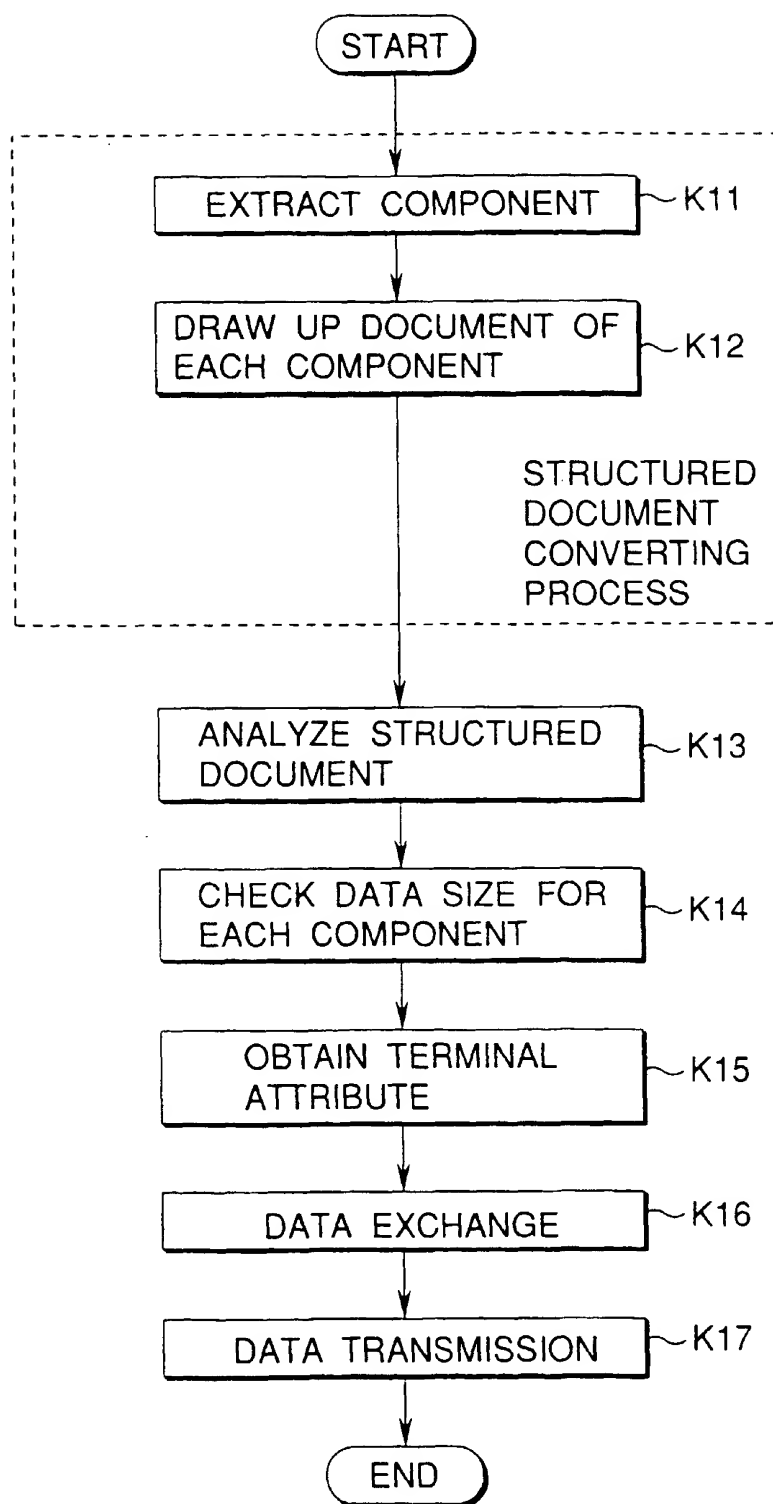 START
EXTRACT COMPONENT
K11
DRAW UP DOCUMENT OF
EACH COMPONENT
K12
STRUCTURED
DOCUMENT
CONVERTING
PROCESS
ANALYZE STRUCTURED
DOCUMENT
K13
CHECK DATA SIZE FOR
EACH COMPONENT
K14
OBTAIN TERMINAL
ATTRIBUTE
K15
DATA EXCHANGE
K16
DATA TRANSMISSION
K17
END